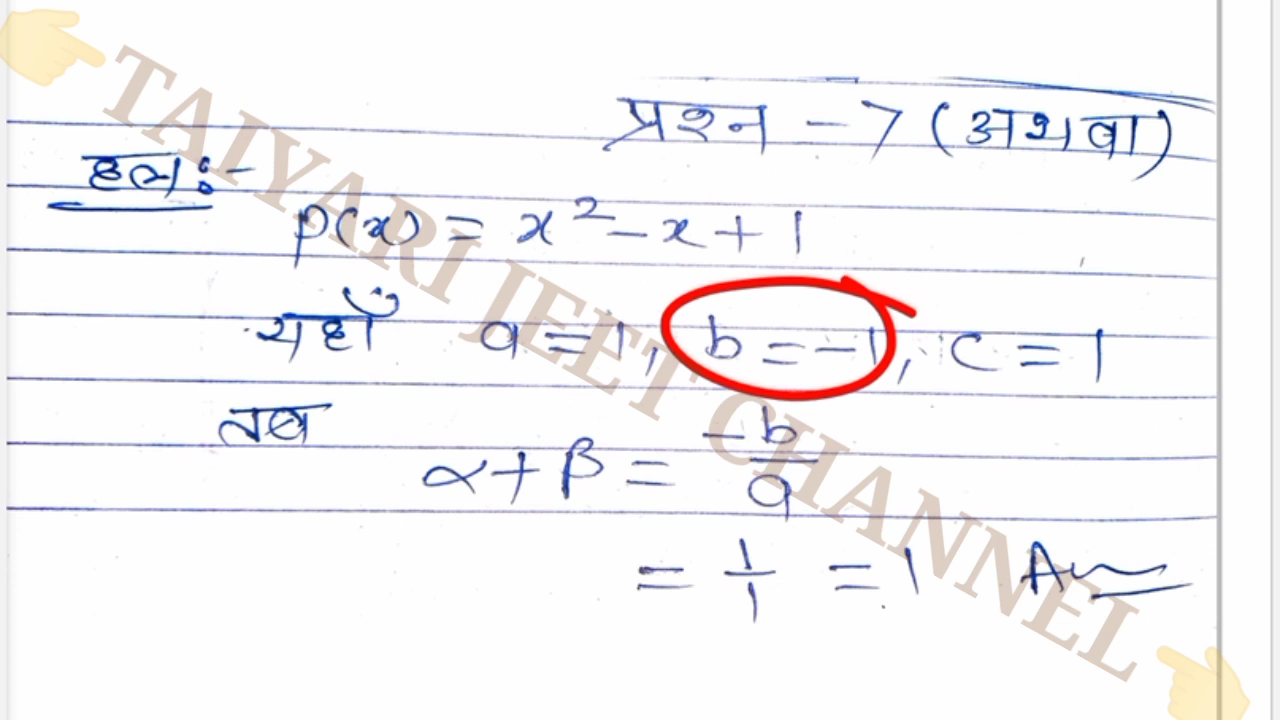 प्रश्न - 7 (अथवा)
हल :-
p(x) = x² - x + 1
यहाँ a = 1, b = -1, c = 1
तब α + β = -b/a
= 1/1 = 1 Ans
TAIYARI JEET CHANNEL